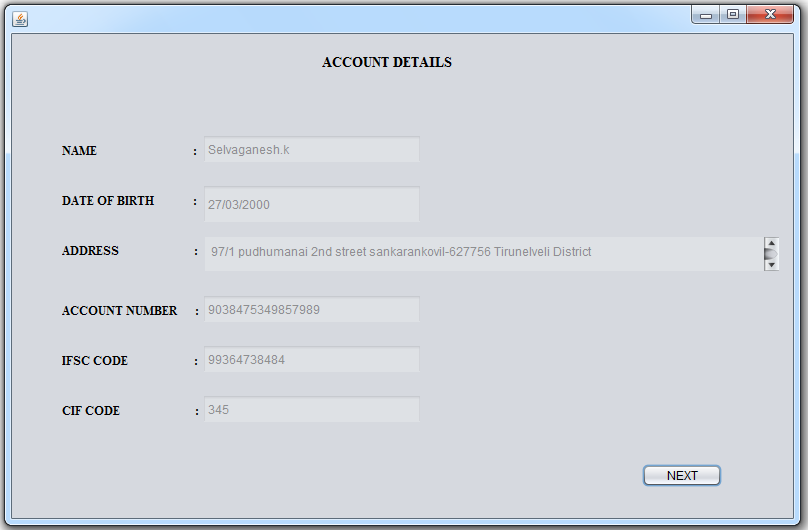 ACCOUNT DETAILS
NAME : Selvaganesh.k
DATE OF BIRTH : 27/03/2000
ADDRESS : 97/1 pudhumanai 2nd street sankarankovil-627756 Tirunelveli District
ACCOUNT NUMBER : 9038475349857989
IFSC CODE : 99364738484
CIF CODE : 345
NEXT